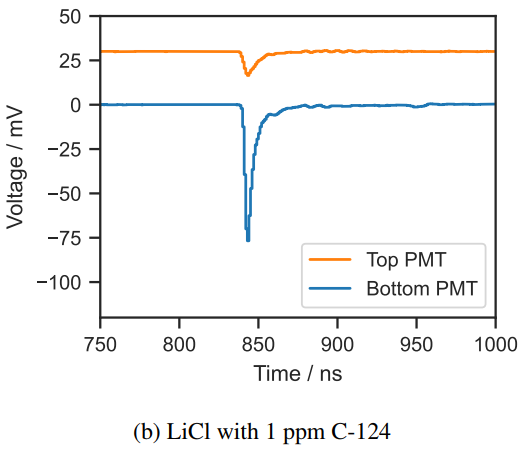 50
25
0
−25
−50
−75
−100
Voltage / mV
Top PMT
Bottom PMT
750 800 850 900 950 1000
Time / ns
(b) LiCl with 1 ppm C-124